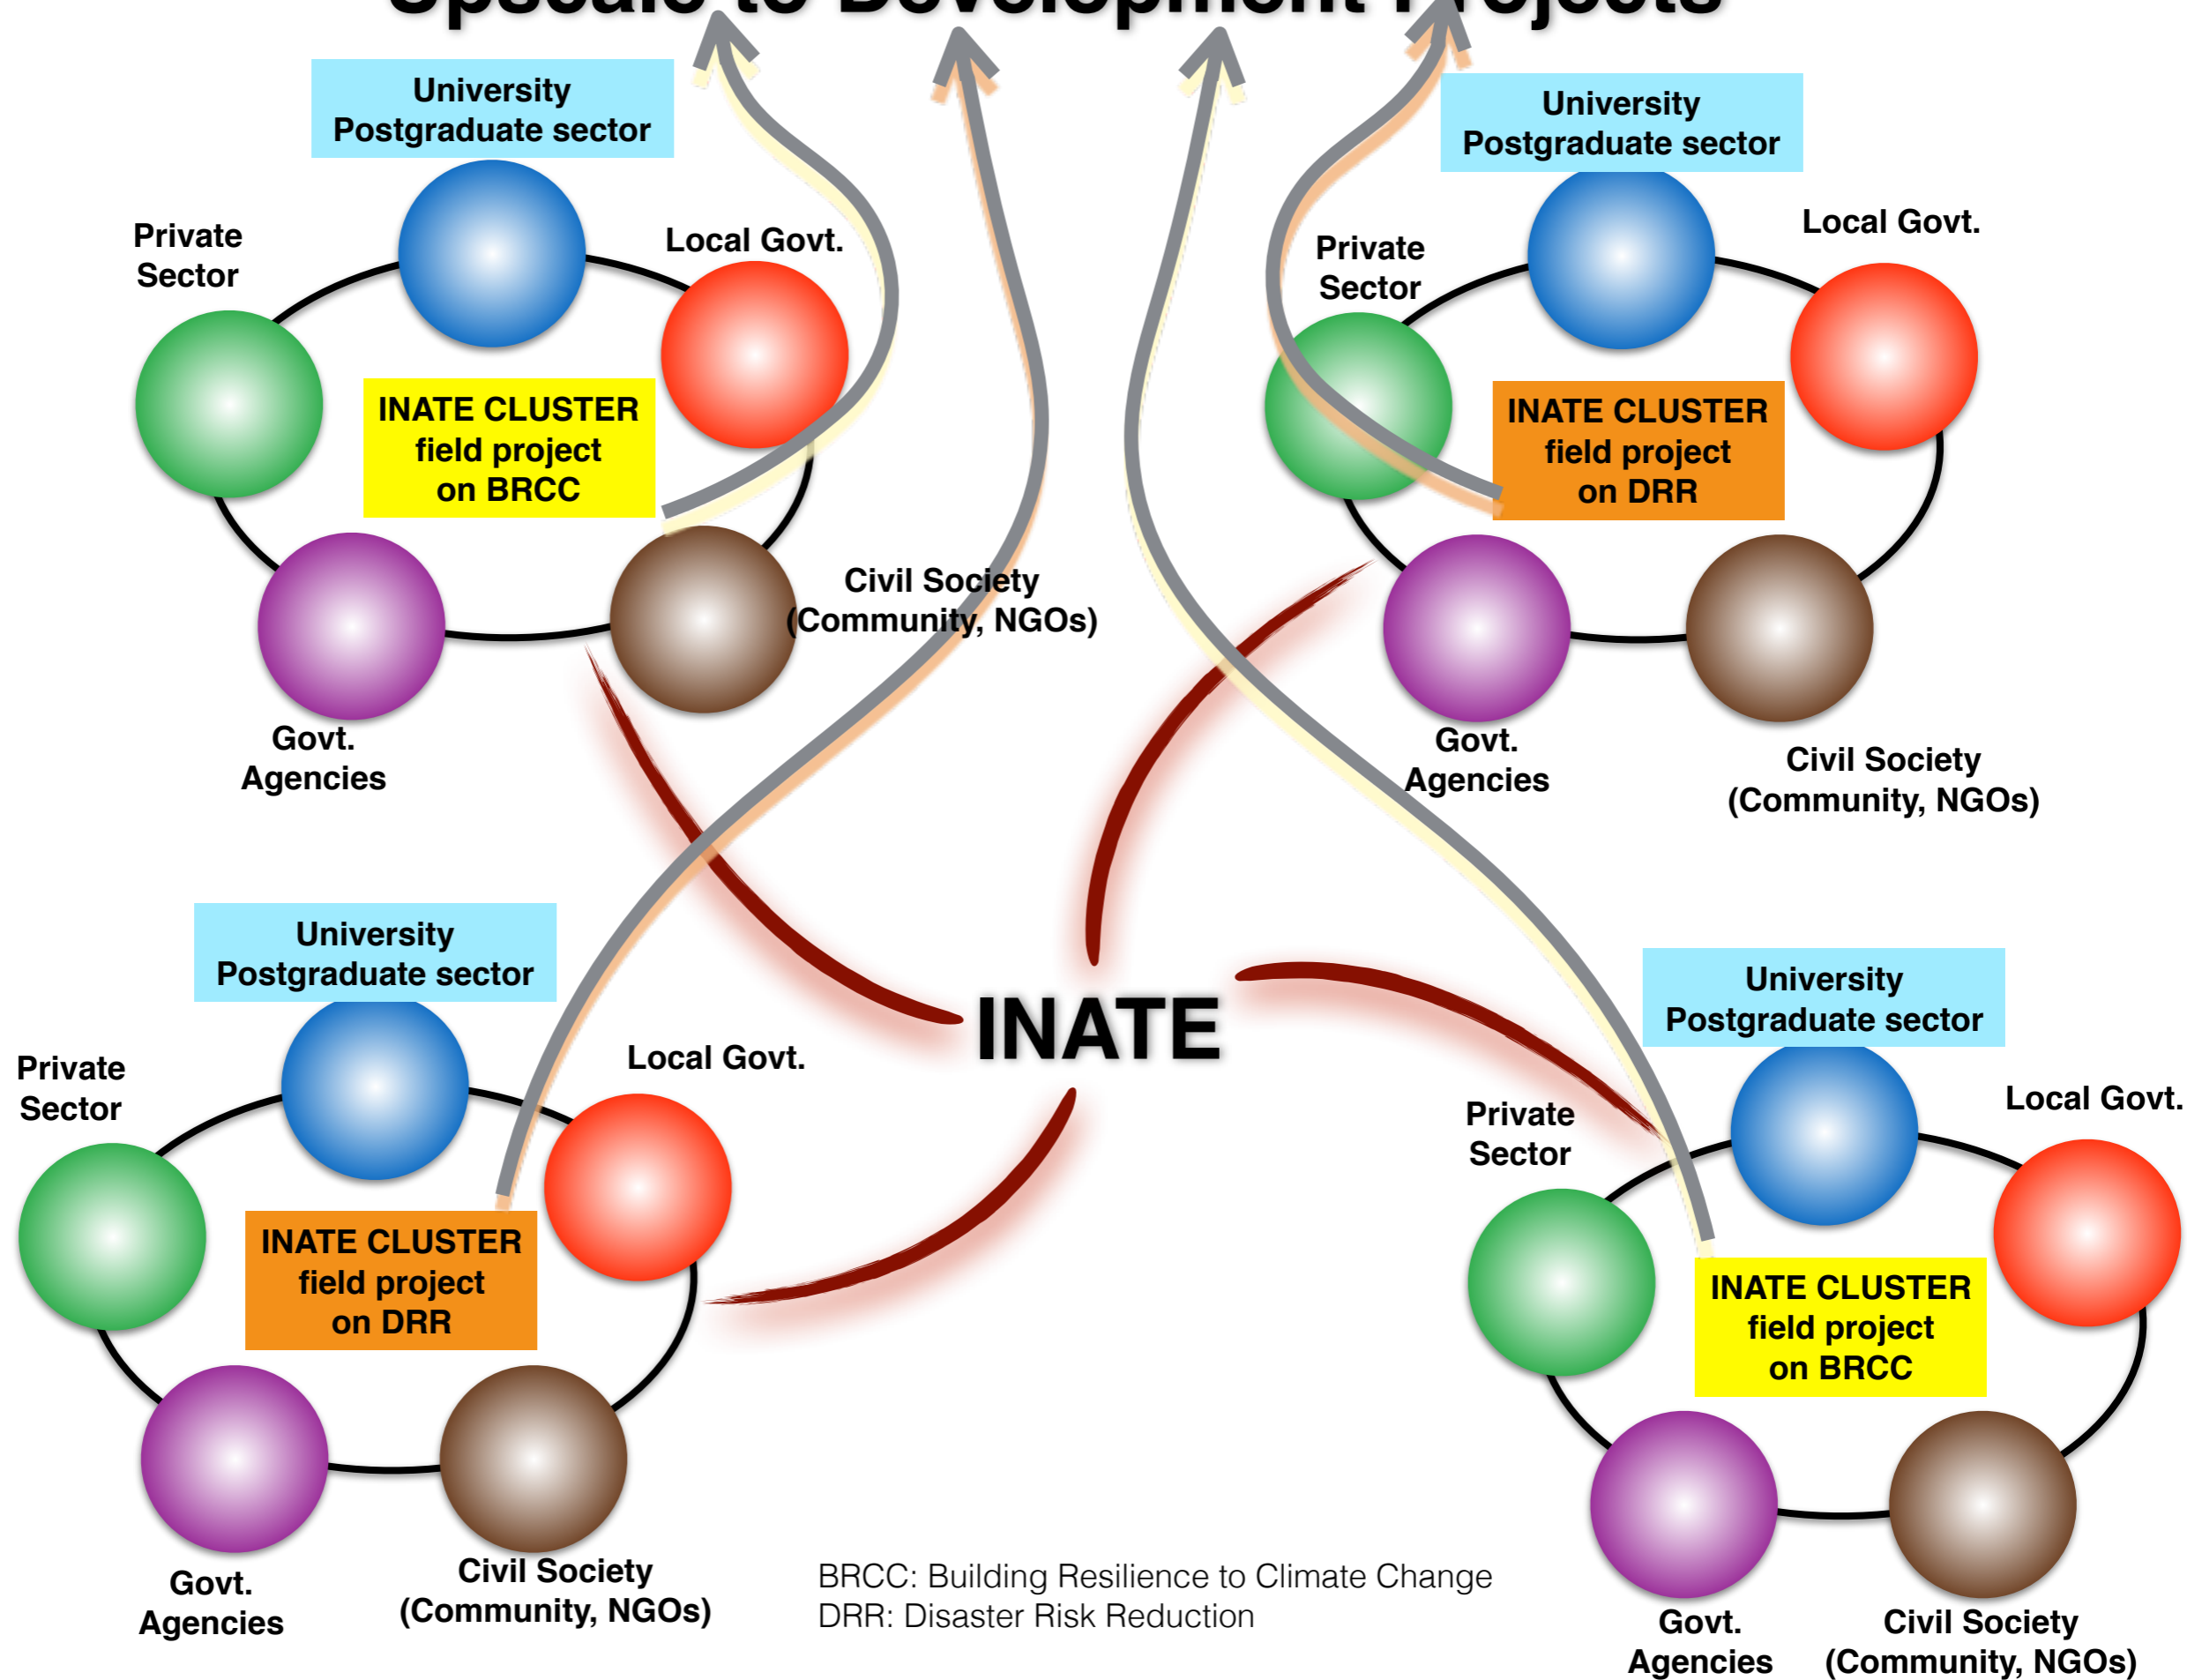 Upscale to Development Projects
University
Postgraduate sector
Private
Sector
Local Govt.
INATE CLUSTER
field project
on BRCC
Civil Society
(Community, NGOs)
Govt.
Agencies
University
Postgraduate sector
Private
Sector
Local Govt.
INATE CLUSTER
field project
on DRR
Govt.
Agencies
Civil Society
(Community, NGOs)
INATE
University
Postgraduate sector
Private
Sector
Local Govt.
INATE CLUSTER
field project
on DRR
Govt.
Agencies
Civil Society
(Community, NGOs)
University
Postgraduate sector
Private
Sector
Local Govt.
INATE CLUSTER
field project
on BRCC
Govt.
Agencies
Civil Society
(Community, NGOs)
BRCC: Building Resilience to Climate Change
DRR: Disaster Risk Reduction